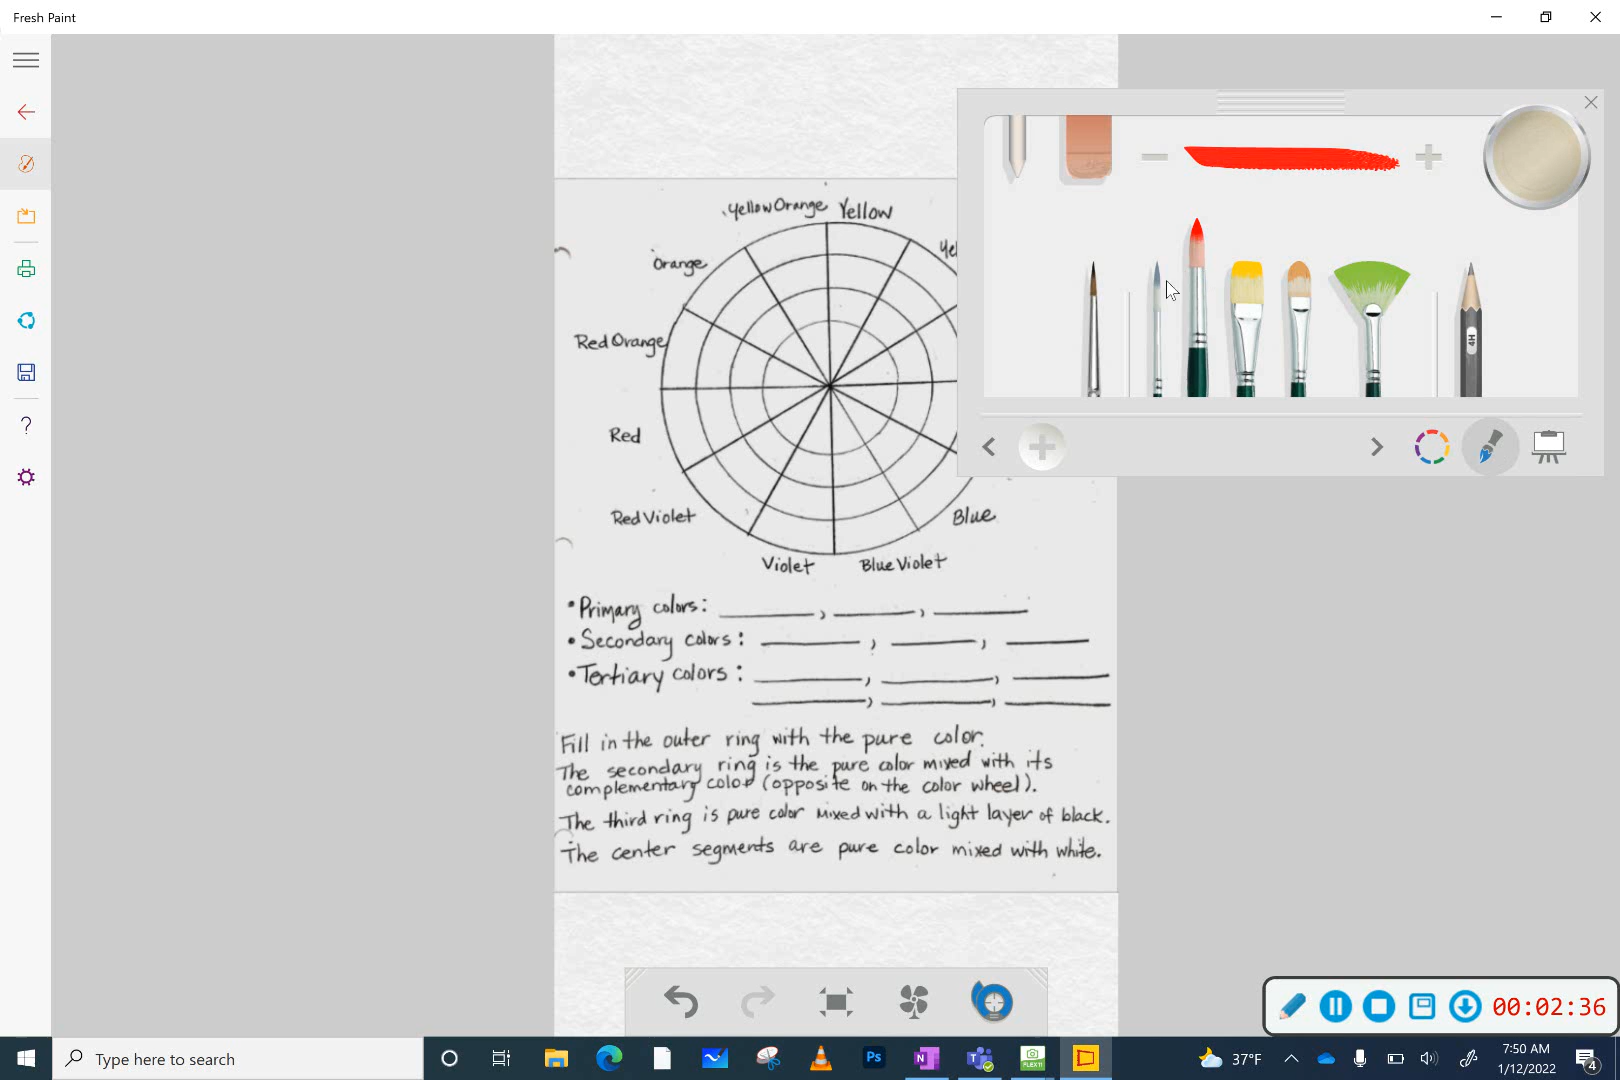 Fresh Paint
Yellow Orange Yellow
Orange
Red Orange
Red
Red Violet
Blue
Violet Blue Violet
4H
• Primary colors: , ,
• Secondary colors: , ,
• Tertiary colors: , ,
, ,
Fill in the outer ring with the pure color.
The secondary ring is the pure color mixed with its
complementary color (opposite on the color wheel).
The third ring is pure color mixed with a light layer of black.
The center segments are pure color mixed with white.
00:02:36
Type here to search
Ps
N
FLEX11
37°F
7:50 AM
1/12/2022
4